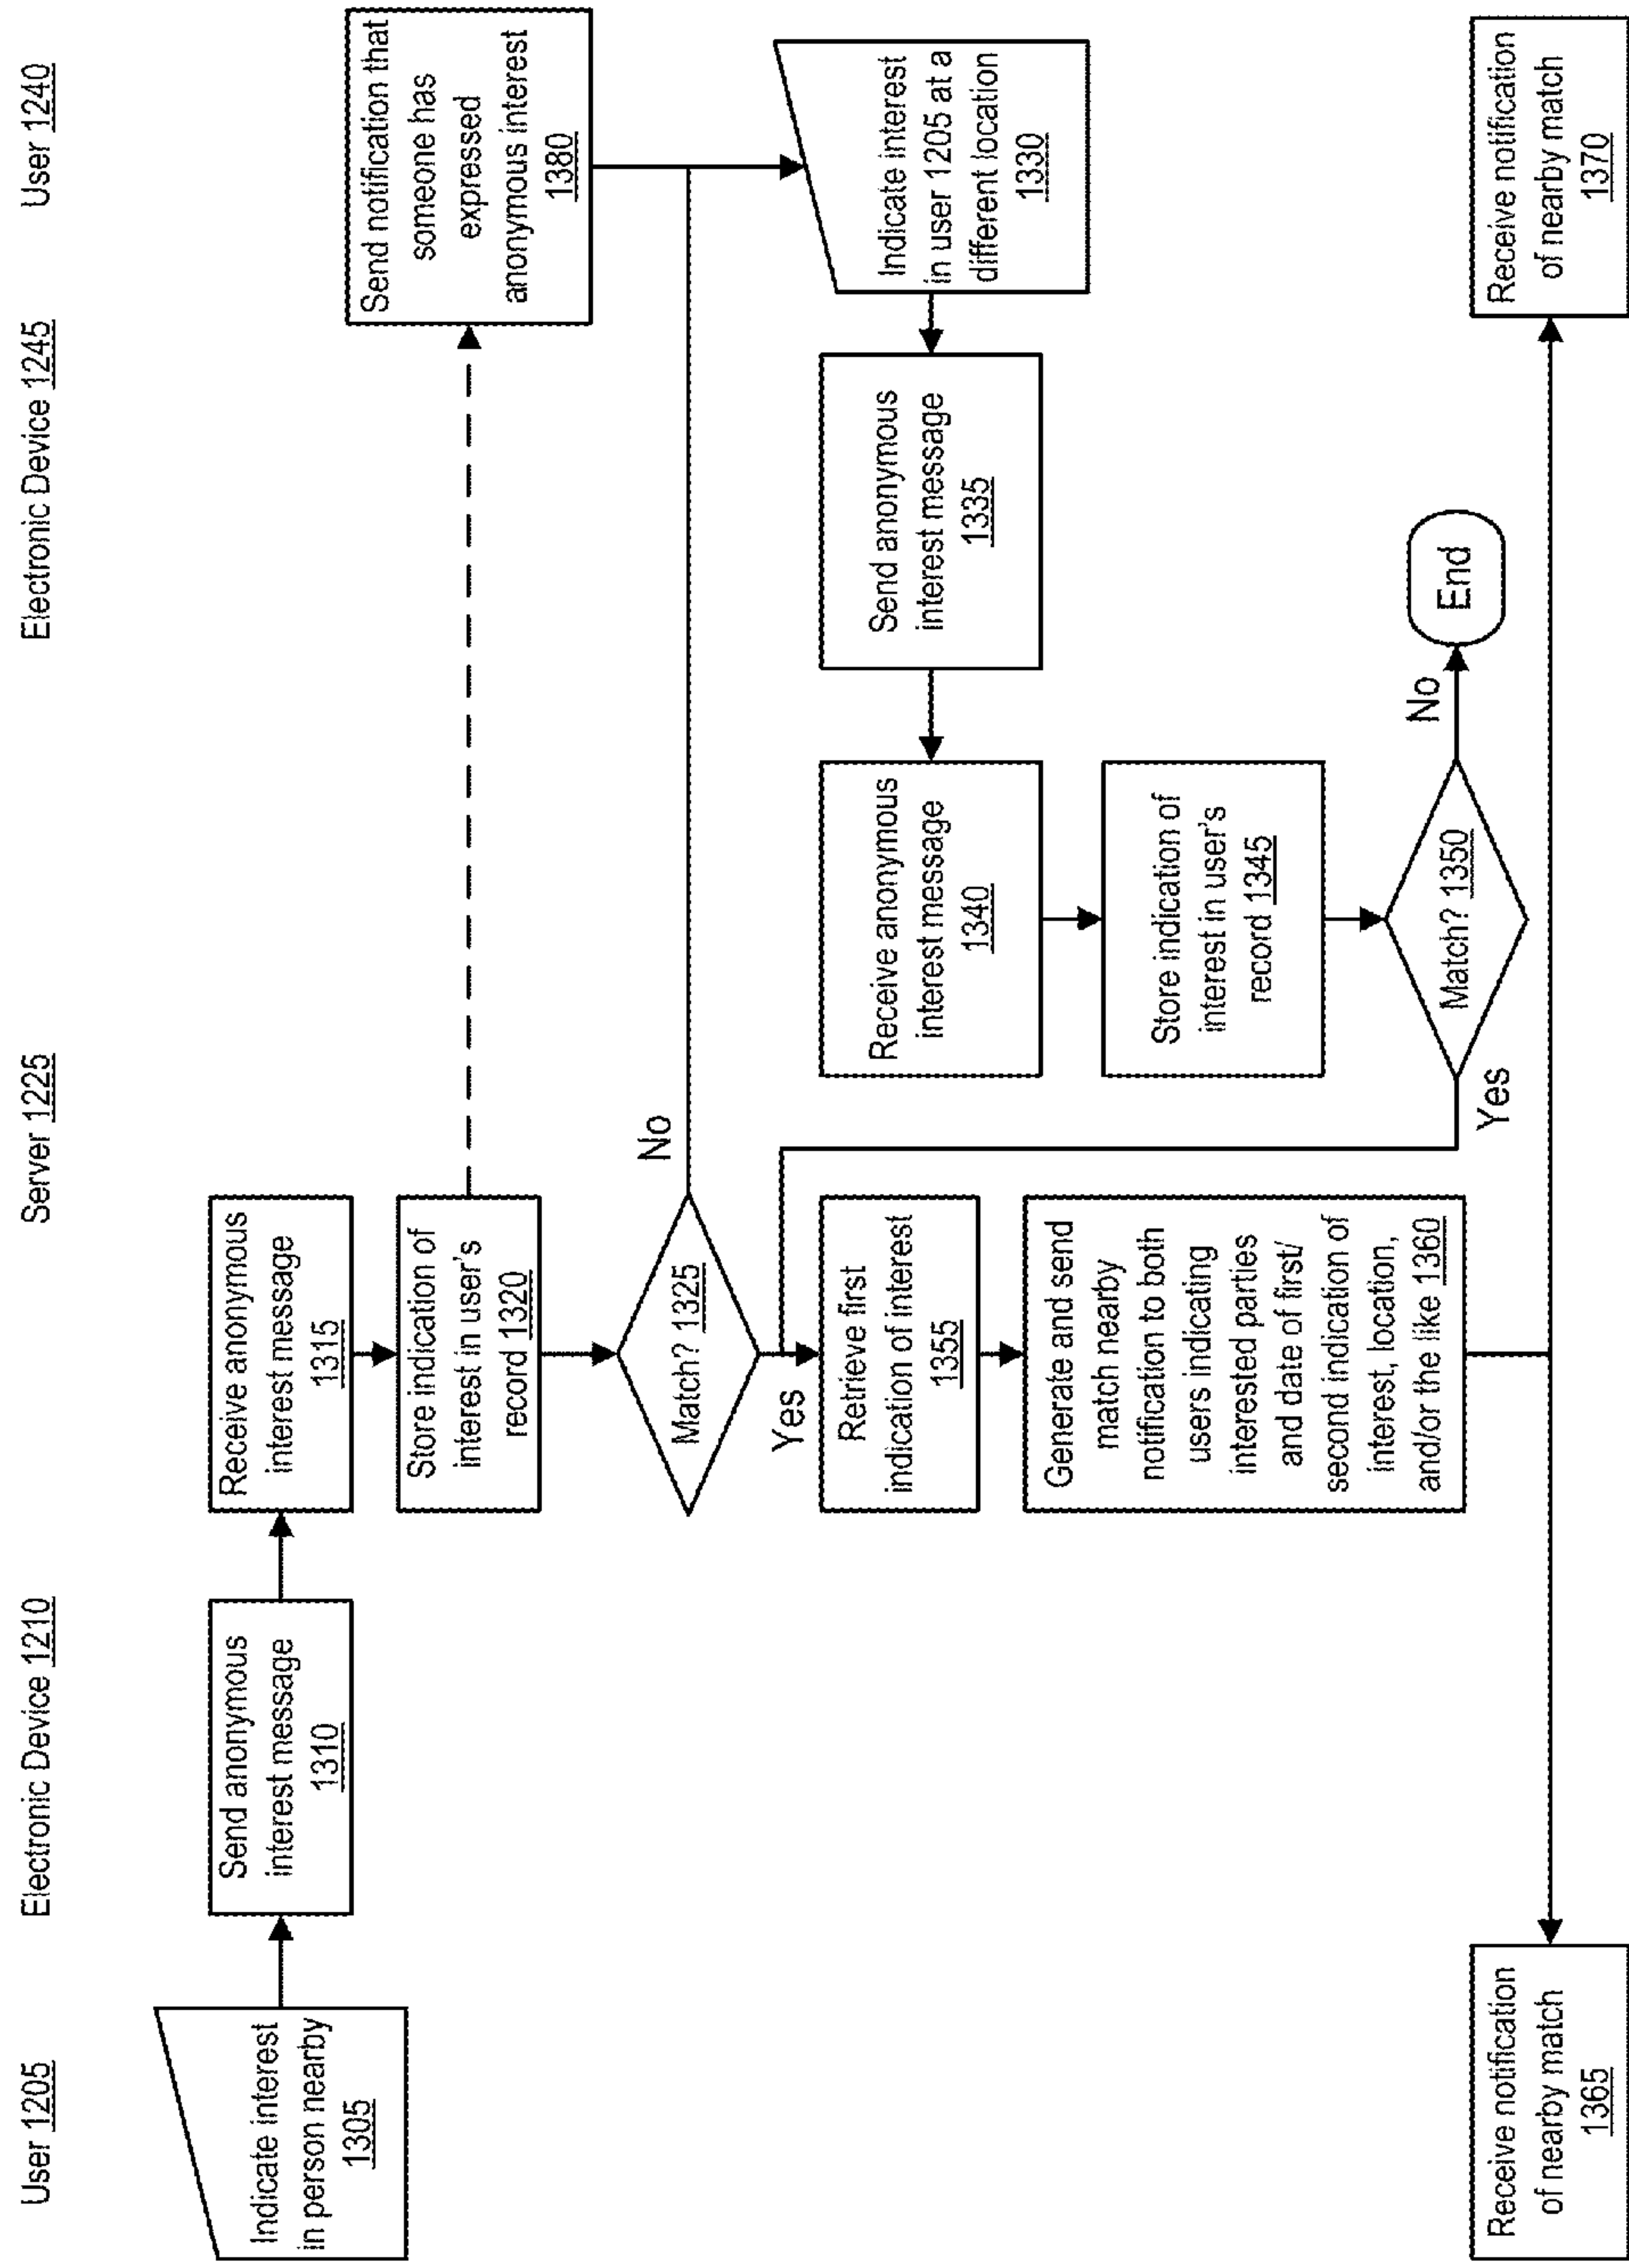 User 1205
Electronic Device 1210
Server 1225
Electronic Device 1245
User 1240
Indicate interest
in person nearby
1305
Send anonymous
interest message
1310
Receive anonymous
interest message
1315
Store indication of
interest in user's
record 1320
Send notification that
someone has
expressed
anonymous interest
1380
Match? 1325
No
Yes
Indicate interest
in user 1205 at a
different location
1330
Send anonymous
interest message
1335
Receive anonymous
interest message
1340
Store indication of
interest in user's
record 1345
Match? 1350
No
End
Yes
Retrieve first
indication of interest
1355
Generate and send
match nearby
notification to both
users indicating
interested parties
and date of first/
second indication of
interest, location,
and/or the like 1360
Receive notification
of nearby match
1365
Receive notification
of nearby match
1370